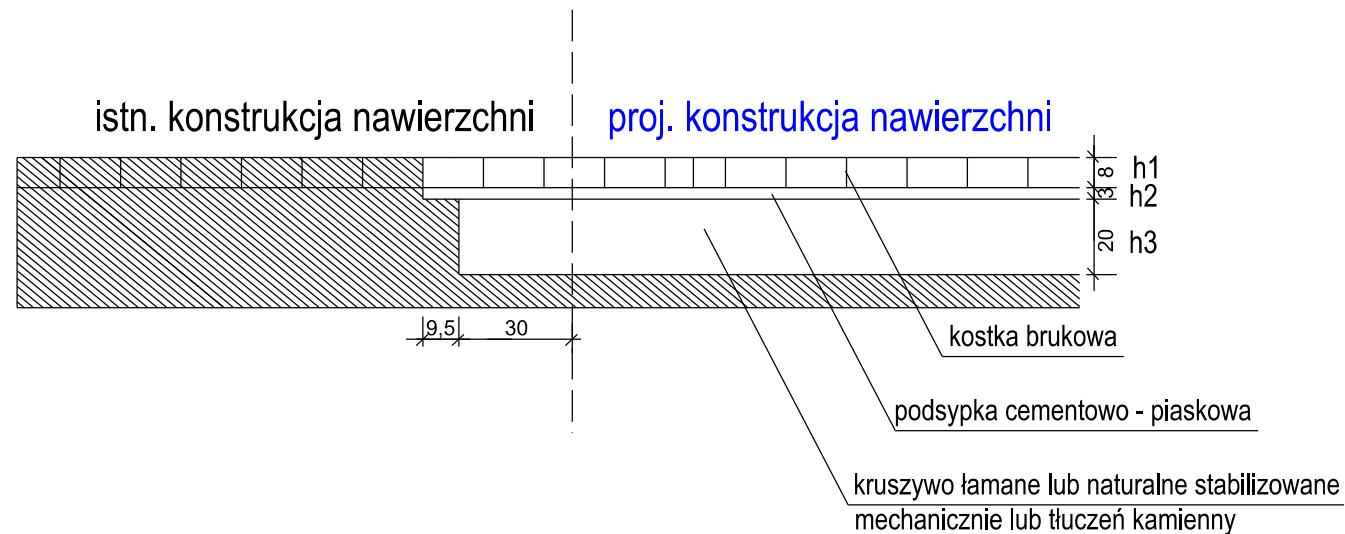 istn. konstrukcja nawierzchni
proj. konstrukcja nawierzchni
8 h1
3 h2
20 h3
9,5 30
kostka brukowa
podsypka cementowo - piaskowa
kruszywo łamane lub naturalne stabilizowane
mechanicznie lub tłuczeń kamienny